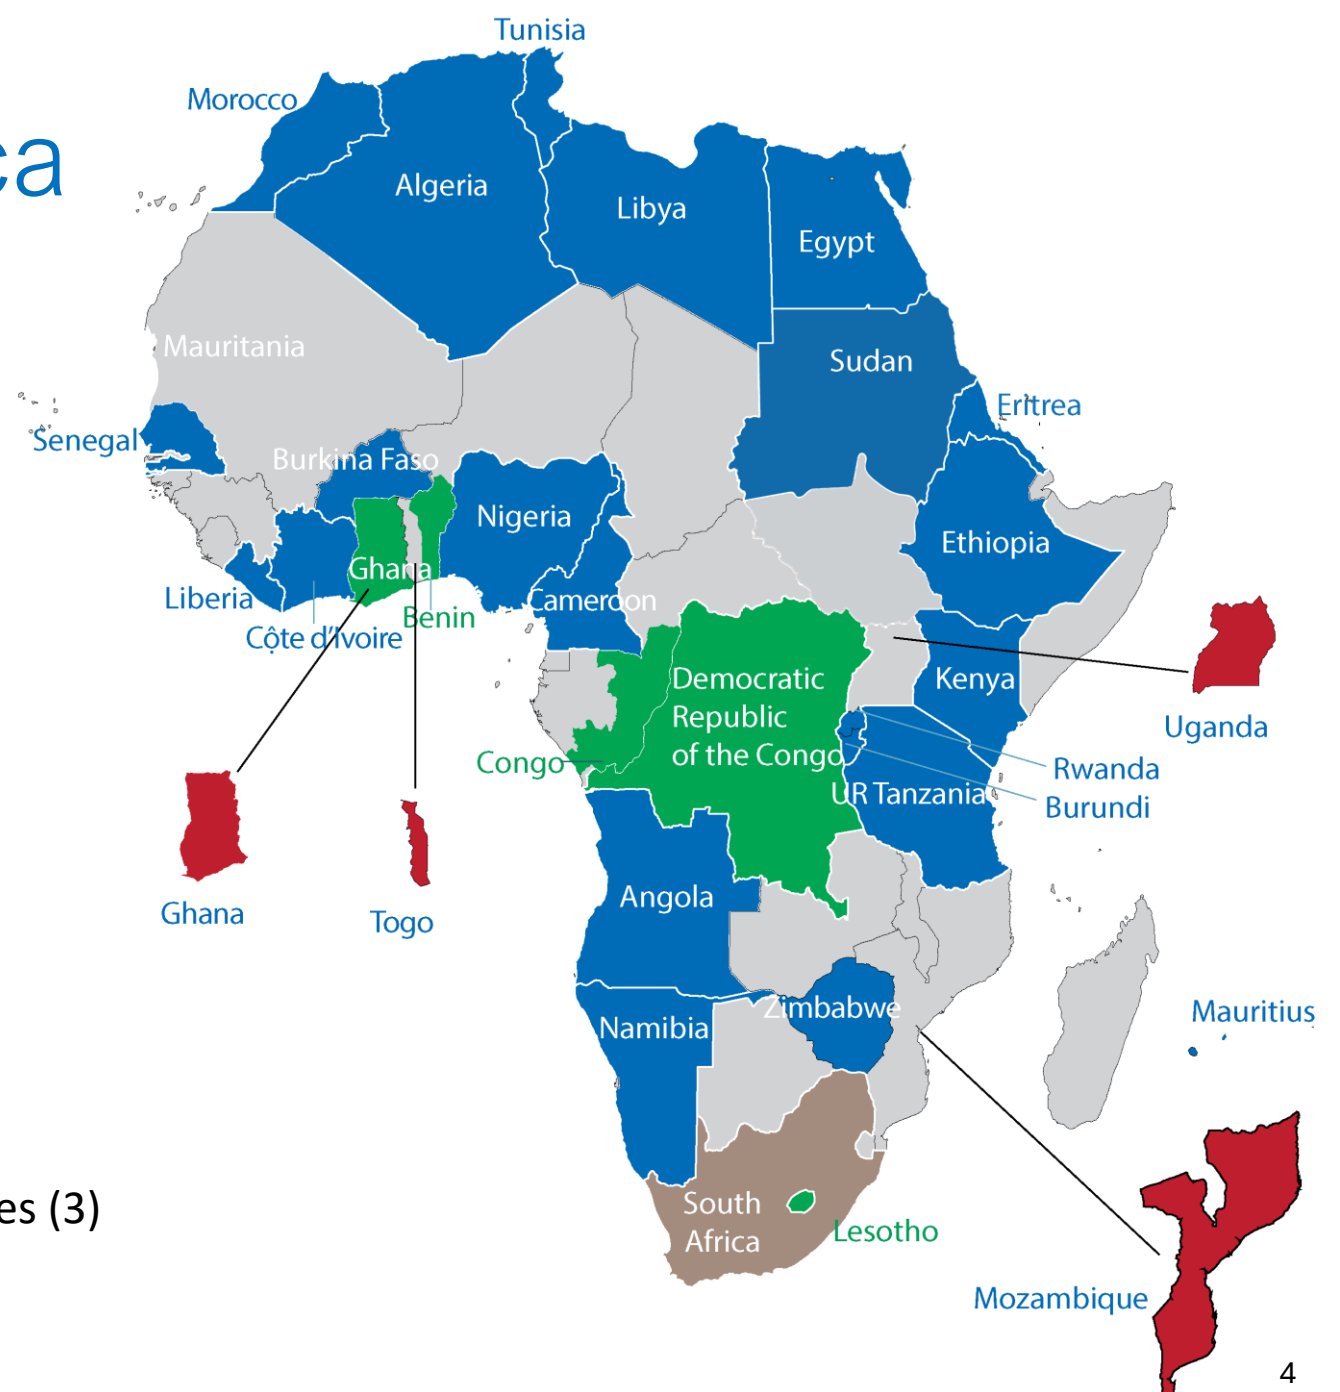 Tunisia
Morocco
ca
Algeria
Libya
Egypt
Mauritania
Sudan
Eritrea
Senegal
Burkina Faso
Nigeria
Ethiopia
Ghana
Liberia
Cameroon
Benin
Côte d'Ivoire
Democratic
Republic
of the Congo
Kenya
Uganda
Congo
Rwanda
UR Tanzania
Burundi
Angola
Ghana
Togo
Zimbabwe
Mauritius
Namibia
es (3)
South
Africa
Lesotho
Mozambique
4